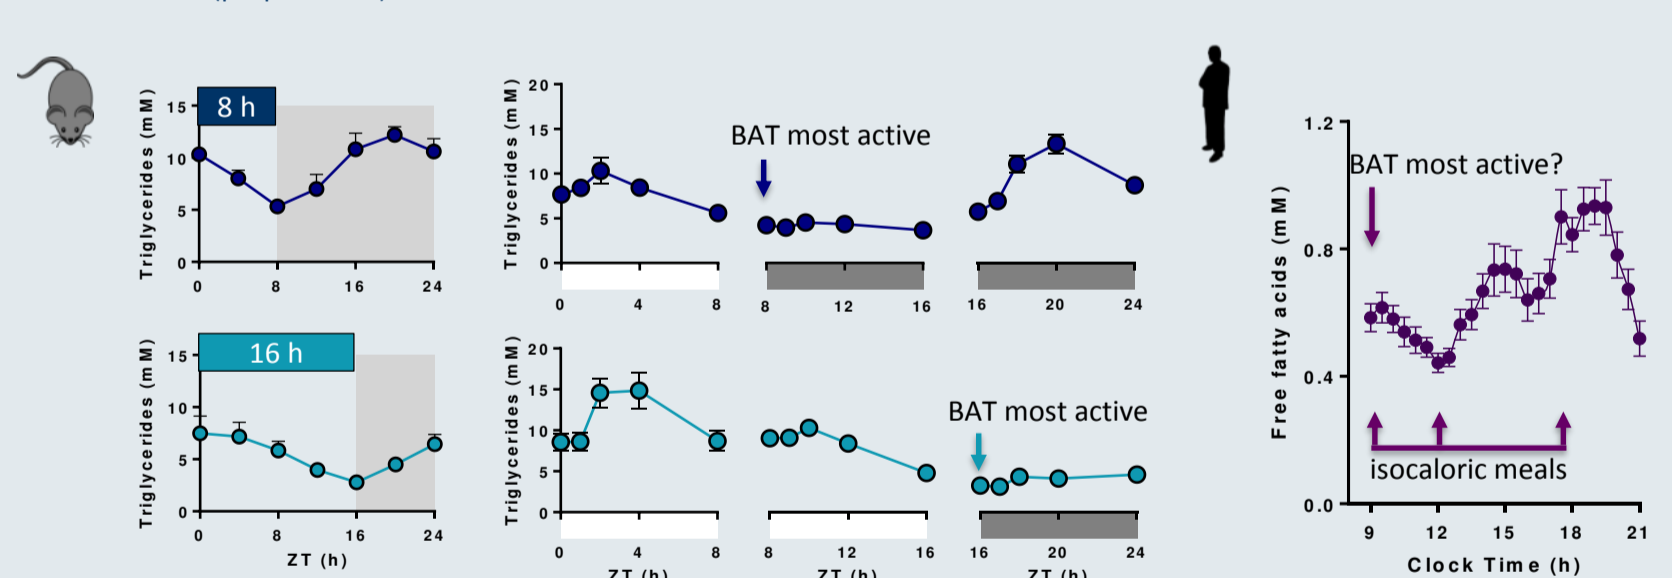 8 h
Triglycerides (mM)
15
10
5
0
0 8 16 24
Triglycerides (mM)
20
15
10
5
0
BAT most active
0 4 8
8 12 16
16 20 24
16 h
Triglycerides (mM)
15
10
5
0
0 8 16 24
ZT (h)
Triglycerides (mM)
20
15
10
5
0
BAT most active
0 4 8
8 12 16
16 20 24
ZT (h)
ZT (h)
ZT (h)
Free fatty acids (mM)
1.2
0.8
0.4
0.0
BAT most active?
isocaloric meals
9 12 15 18 21
Clock Time (h)